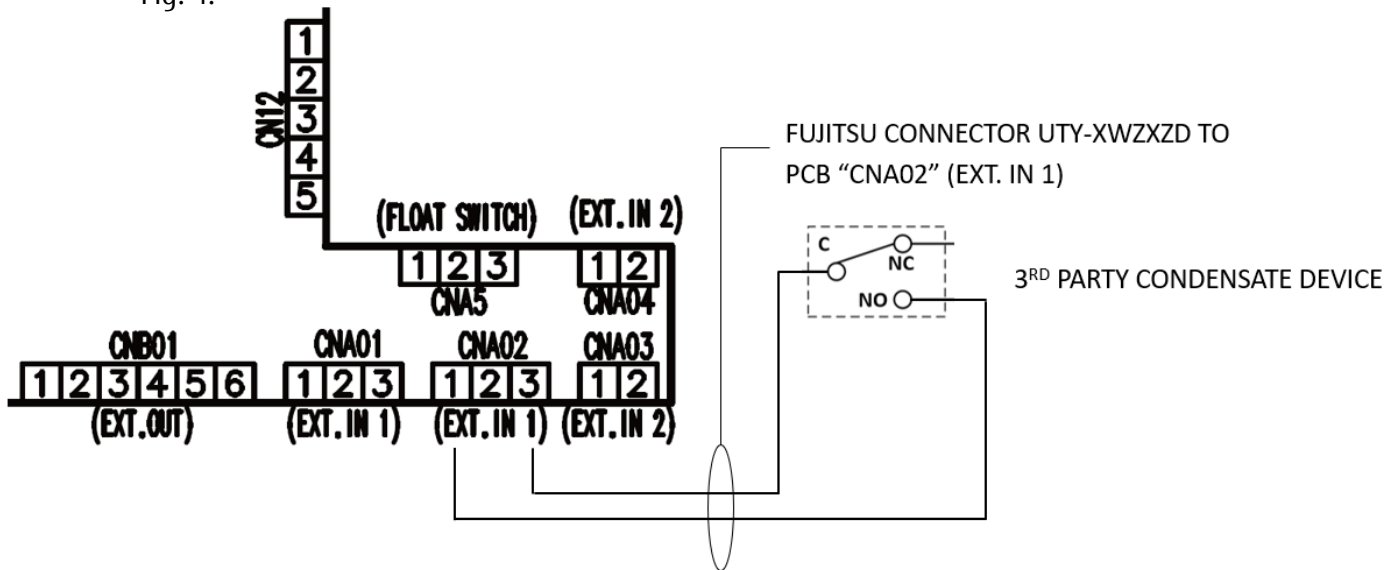 Fig. 4.
1
2
3
4
5
CN12
FUJITSU CONNECTOR UTY-XWZXZD TO
PCB “CNA02” (EXT. IN 1)
(FLOAT SWITCH) (EXT. IN 2)
1 2 3 1 2
CNA5 CNA04
C
NC
NO
3RD PARTY CONDENSATE DEVICE
CNB01 CNA01 CNA02 CNA03
1 2 3 4 5 6 1 2 3 1 2 3 1 2
(EXT.OUT) (EXT. IN 1) (EXT. IN 1) (EXT. IN 2)